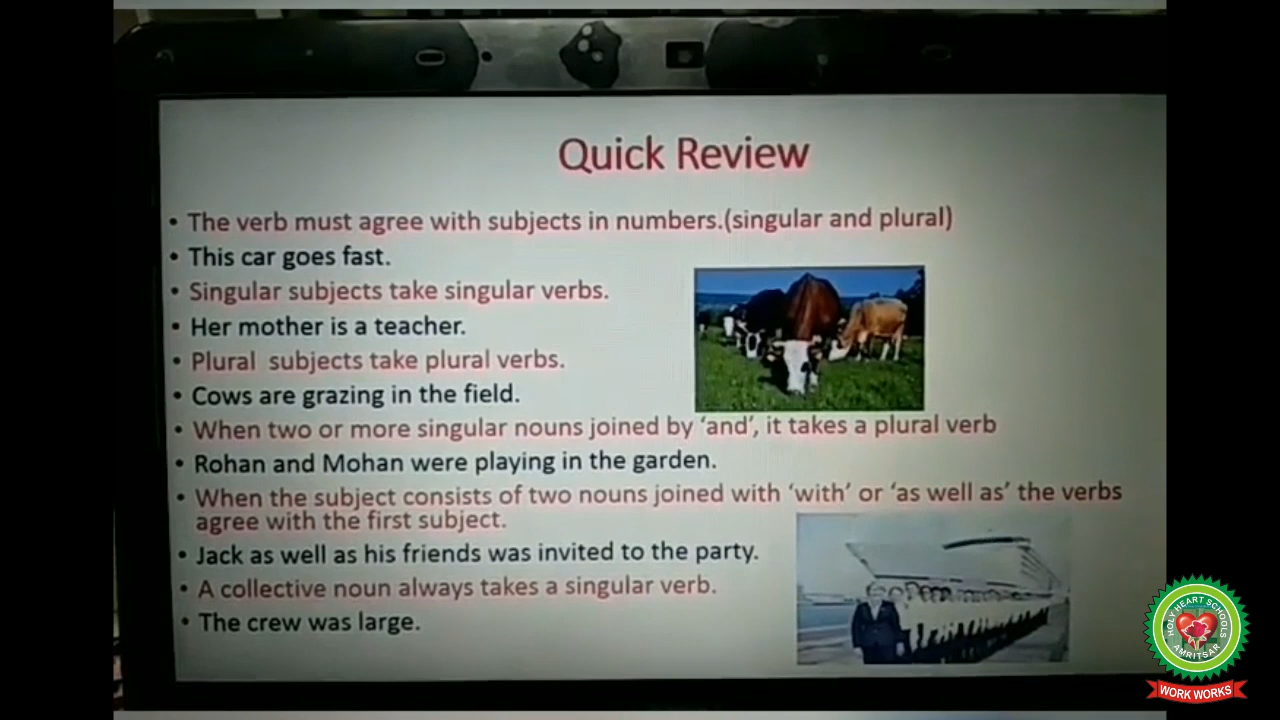 Quick Review
• The verb must agree with subjects in numbers.(singular and plural)
• This car goes fast.
• Singular subjects take singular verbs.
• Her mother is a teacher.
• Plural subjects take plural verbs.
• Cows are grazing in the field.
• When two or more singular nouns joined by ‘and’, it takes a plural verb
• Rohan and Mohan were playing in the garden.
• When the subject consists of two nouns joined with ‘with’ or ‘as well as’ the verbs
agree with the first subject.
• Jack as well as his friends was invited to the party.
• A collective noun always takes a singular verb.
• The crew was large.
HOLY HEART SCHOOLS
AMRITSAR
WORK WORKS